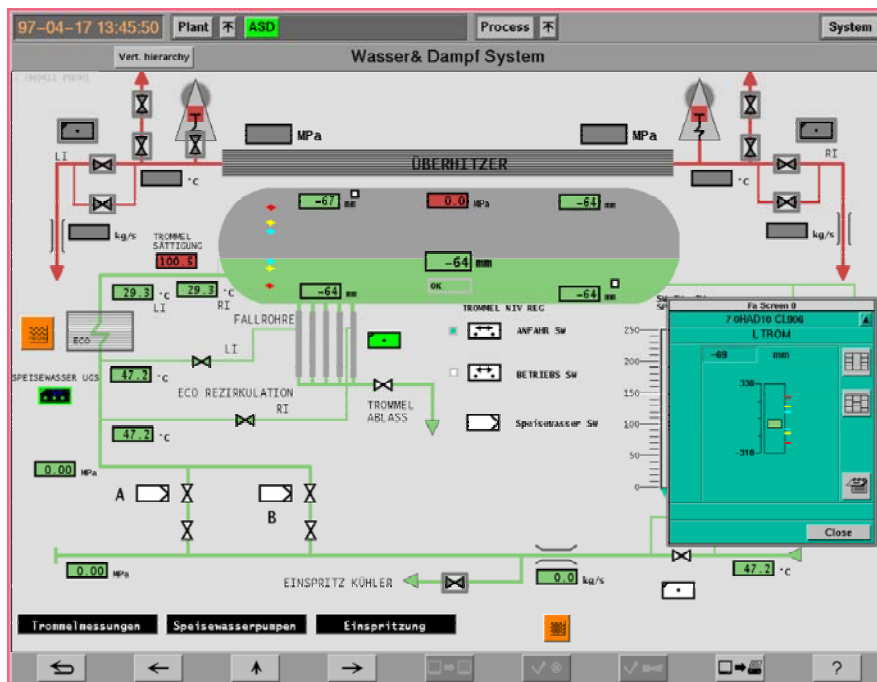 97-04-17 13:45:50 Plant ASD Process System
Vert. hierarchy Wasser& Dampf System
MPa MPa
LI RI
ÜBERHITZER
°C °C
-67 mm 0.0 MPa -64 mm
kg/s kg/s
TROMMEL
SÄTTIGUNG
100.5
-64 mm
OK
29.3 °C 29.3 °C -64 mm -64 mm
LI RI
FALLROHRE
TROMMEL NIV REG
Fa Screen 0
7 0HAD10 CL906
L TROM
-69 mm
330
-310
Close
ANFAHR SW
BETRIEBS SW
Speisewasser SW
250
200
150
100
50
0
ECO
LI
SPEISEWASSER UGS
47.2 °C
ECO REZIRKULATION
RI
TROMMEL
ABLASS
47.2 °C
0.00 MPa
A
B
0.00 MPa
EINSPRITZ KÜHLER
0.0 kg/s
47.2 °C
Trommelmessungen Speisewasserpumpen Einspritzung
?